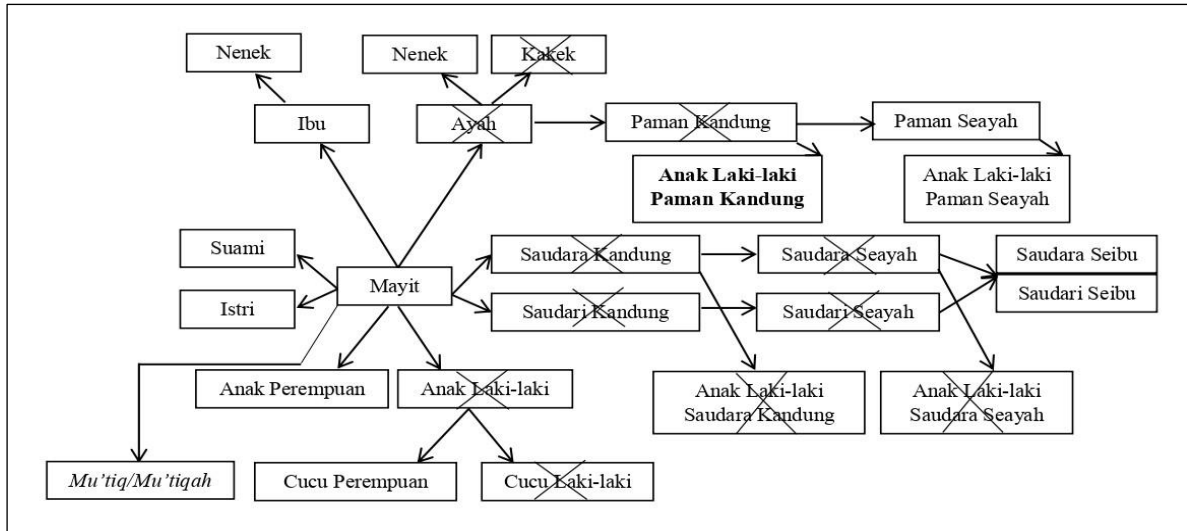 Nenek
Nenek
Kakek
Ibu
Ayah
Paman Kandung
Paman Seayah
Anak Laki-laki
Paman Kandung
Anak Laki-laki
Paman Seayah
Suami
Saudara Kandung
Saudara Seayah
Saudara Seibu
Mayit
Istri
Saudari Kandung
Saudari Seayah
Saudari Seibu
Anak Perempuan
Anak Laki-laki
Anak Laki-laki
Saudara Kandung
Anak Laki-laki
Saudara Seayah
Mu’tiq/Mu’tiqah
Cucu Perempuan
Cucu Laki-laki